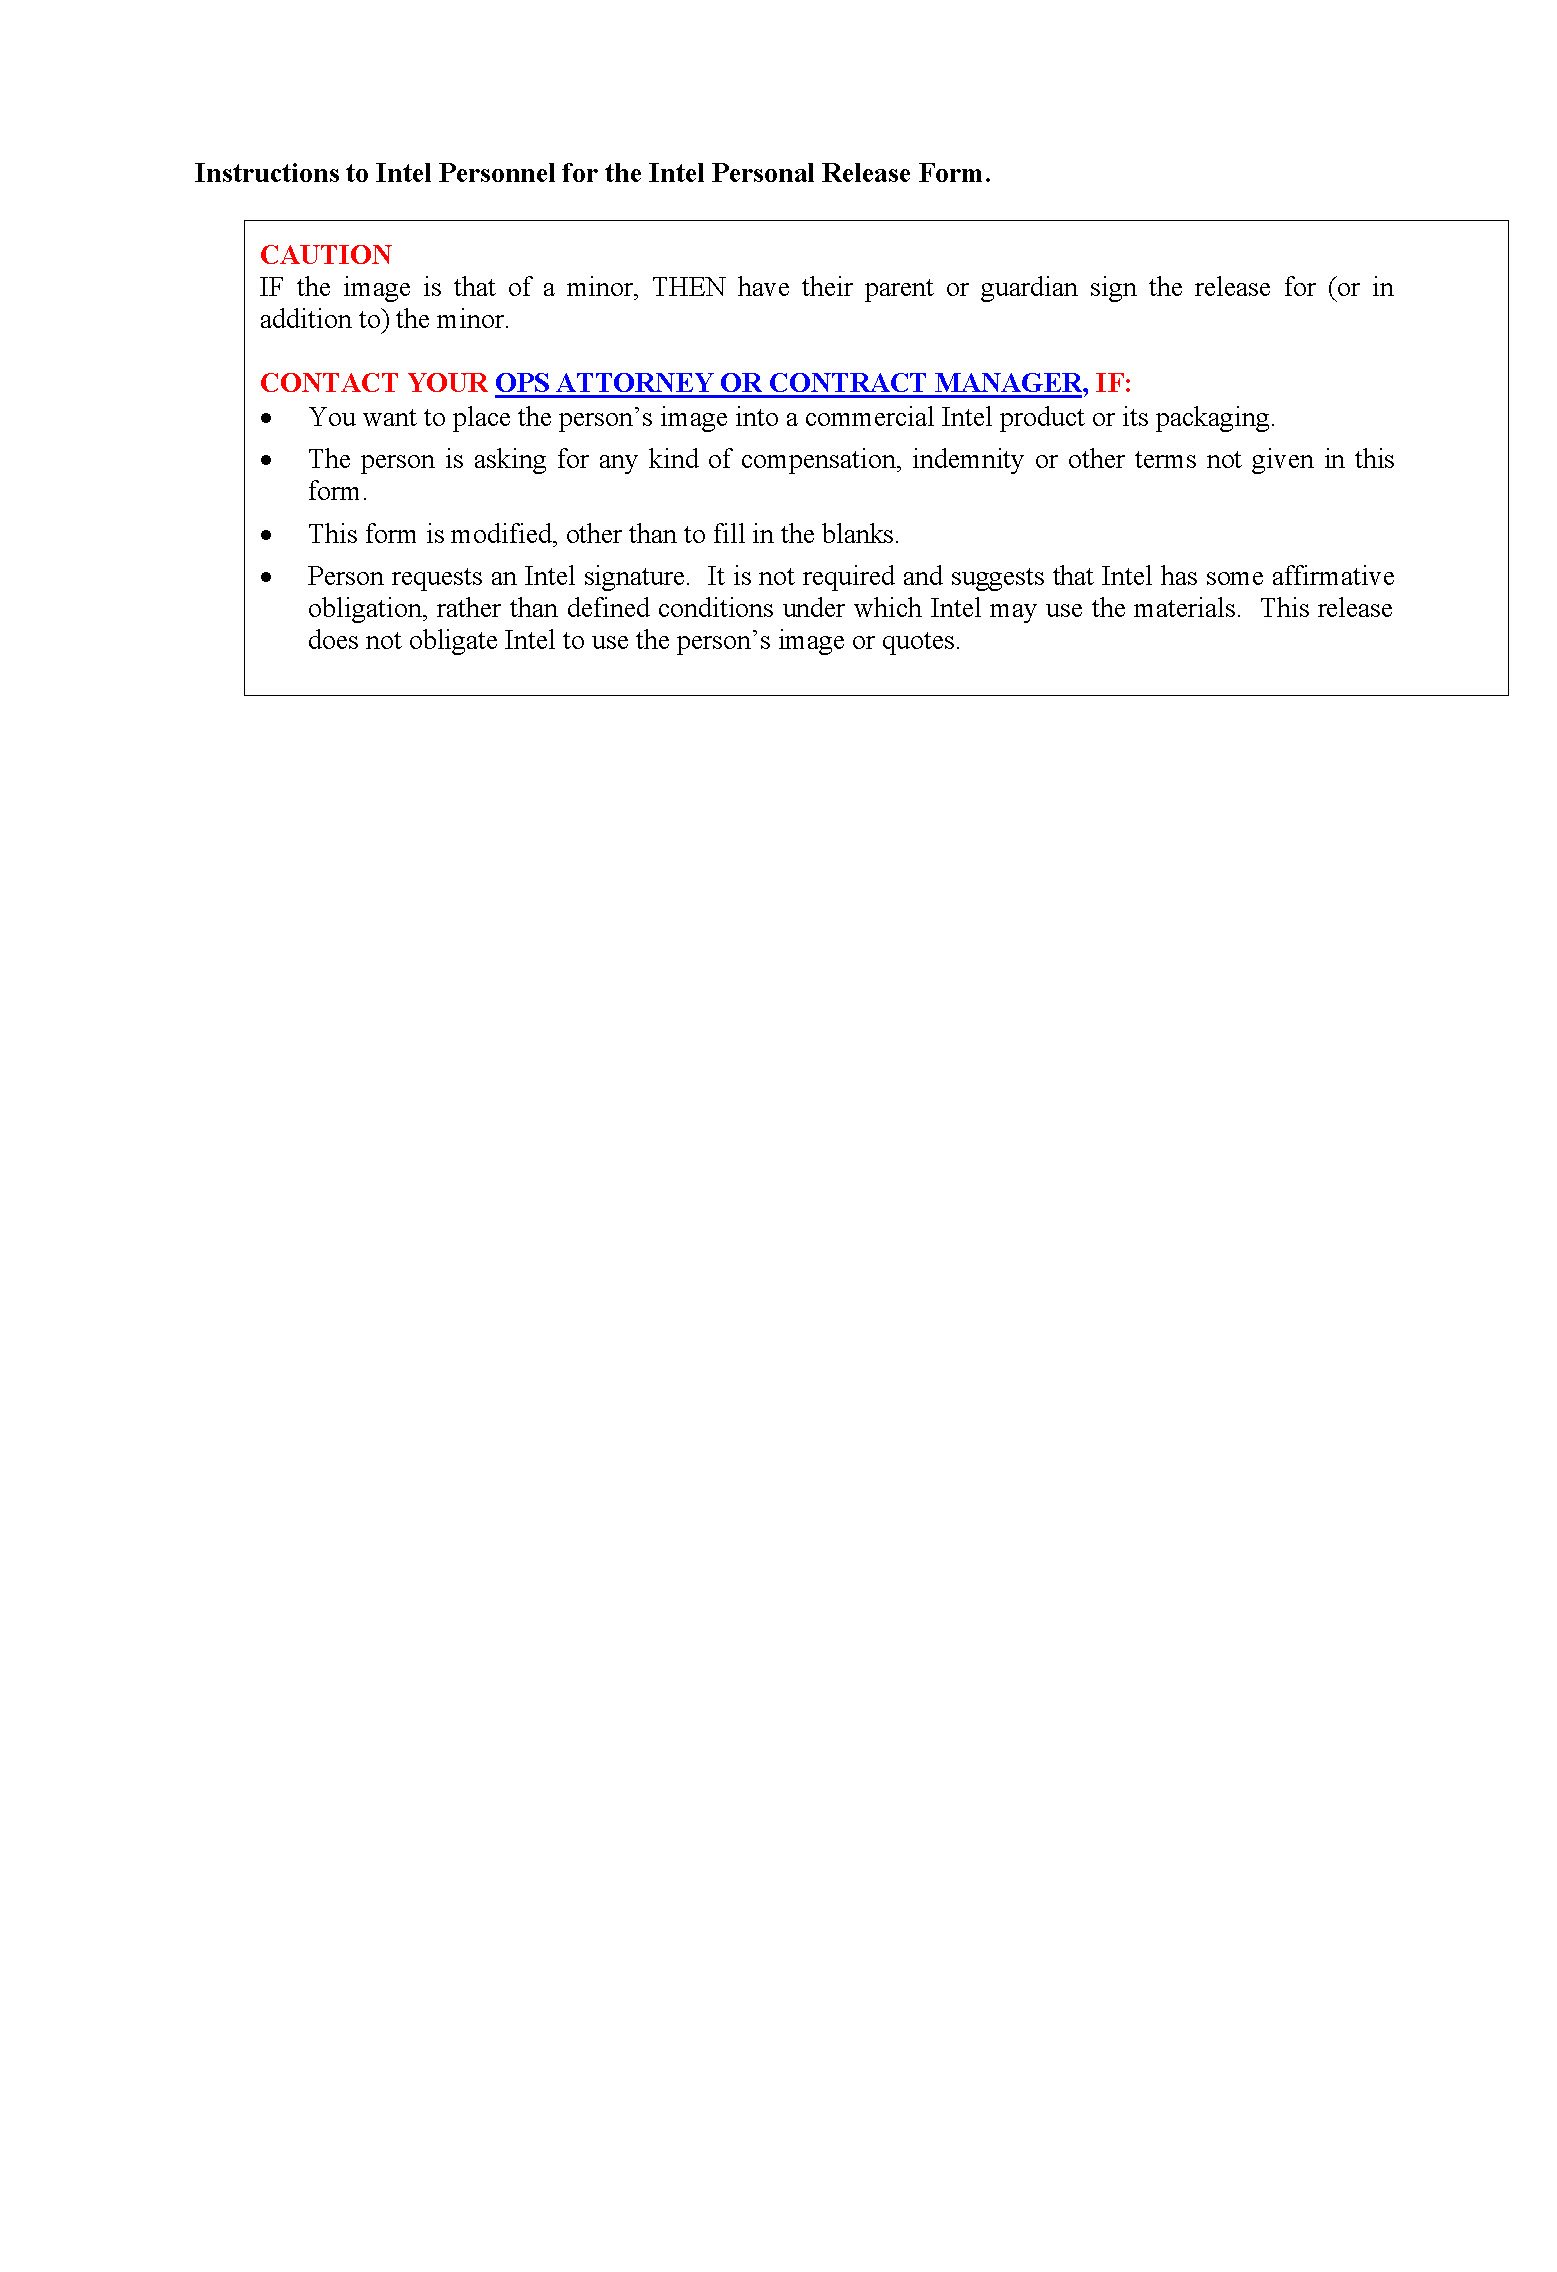 Instructions to Intel Personnel for the Intel Personal Release Form.
CAUTION
IF the image is that of a minor, THEN have their parent or guardian sign the release for (or in
addition to) the minor.
CONTACT YOUR OPS ATTORNEY OR CONTRACT MANAGER, IF:
• You want to place the person’s image into a commercial Intel product or its packaging.
• The person is asking for any kind of compensation, indemnity or other terms not given in this
form.
• This form is modified, other than to fill in the blanks.
• Person requests an Intel signature.  It is not required and suggests that Intel has some affirmative
obligation, rather than defined conditions under which Intel may use the materials.  This release
does not obligate Intel to use the person’s image or quotes.